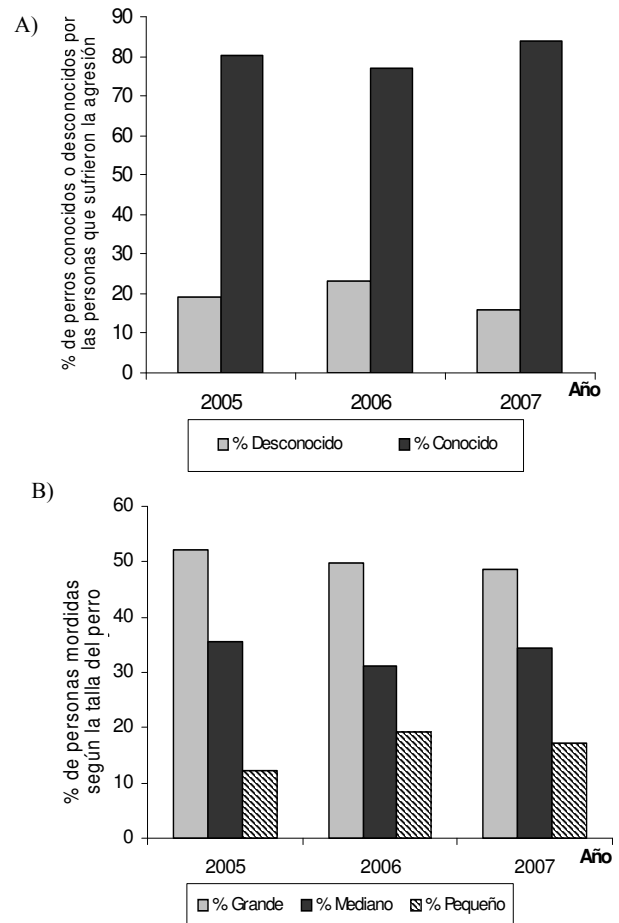 A)
% de perros conocidos o desconocidos por
las personas que sufrieron la agresión
90
80
70
60
50
40
30
20
10
0
2005
2006
2007
Año
% Desconocido
% Conocido
B)
% de personas mordidas
según la talla del perro
60
50
40
30
20
10
0
2005
2006
2007
Año
% Grande
% Mediano
% Pequeño